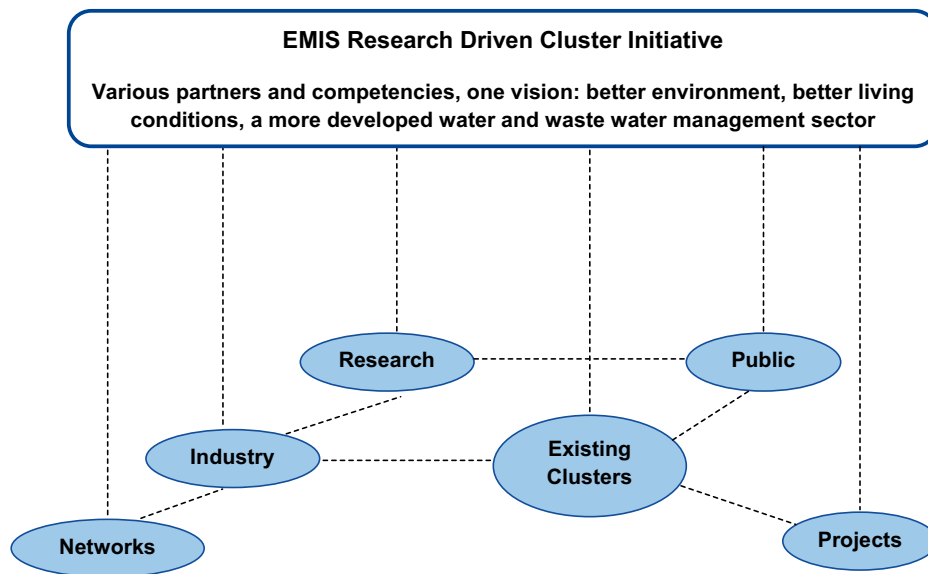 EMIS Research Driven Cluster Initiative
Various partners and competencies, one vision: better environment, better living
conditions, a more developed water and waste water management sector
Research
Public
Industry
Existing
Clusters
Networks
Projects